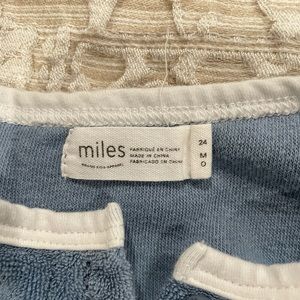 miles
FABRIQUÉ EN CHINE
MADE IN CHINA
FABRICADO EN CHINA
24
M
O